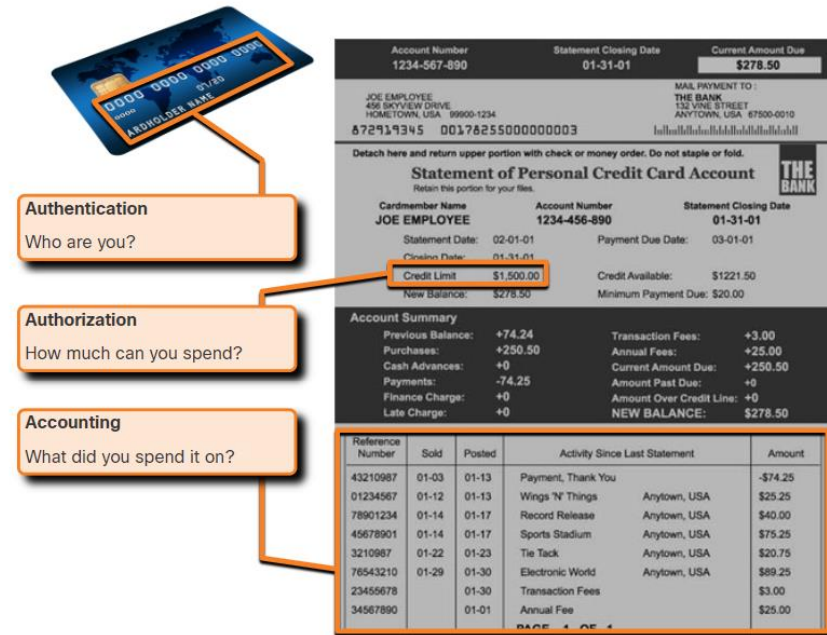 0000 0000 0000 0000
0000
01/20
ARDHOLDER NAME
Authentication
Who are you?
Authorization
How much can you spend?
Accounting
What did you spend it on?
Account Number Statement Closing Date Current Amount Due
1234-567-890 01-31-01 $278.50
JOE EMPLOYEE
456 SKYVIEW DRIVE
HOMETOWN, USA 99900-1234
MAIL PAYMENT TO :
THE BANK
132 VINE STREET
ANYTOWN, USA 67500-0010
872919345 00178255000000003
Detach here and return upper portion with check or money order. Do not staple or fold.
Statement of Personal Credit Card Account
Retain this portion for your files.
THE
BANK
Cardmember Name Account Number Statement Closing Date
JOE EMPLOYEE 1234-456-890 01-31-01
Statement Date: 02-01-01 Payment Due Date: 03-01-01
Closing Date: 01-31-01
Credit Limit $1,500.00 Credit Available: $1221.50
New Balance: $278.50 Minimum Payment Due: $20.00
Account Summary
Previous Balance: +74.24 Transaction Fees: +3.00
Purchases: +250.50 Annual Fees: +25.00
Cash Advances: +0 Current Amount Due: +250.50
Payments: -74.25 Amount Past Due: +0
Finance Charge: +0 Amount Over Credit Line: +0
Late Charge: +0 NEW BALANCE: $278.50
Reference
Number Sold Posted Activity Since Last Statement Amount
43210987 01-03 01-13 Payment, Thank You -$74.25
01234567 01-12 01-13 Wings 'N' Things Anytown, USA $25.25
78901234 01-14 01-17 Record Release Anytown, USA $40.00
45678901 01-14 01-17 Sports Stadium Anytown, USA $75.25
3210987 01-22 01-23 Tie Tack Anytown, USA $20.75
76543210 01-29 01-30 Electronic World Anytown, USA $89.25
23455678 01-30 Transaction Fees $3.00
34567890 01-01 Annual Fee $25.00
PAGE 1 OF 1